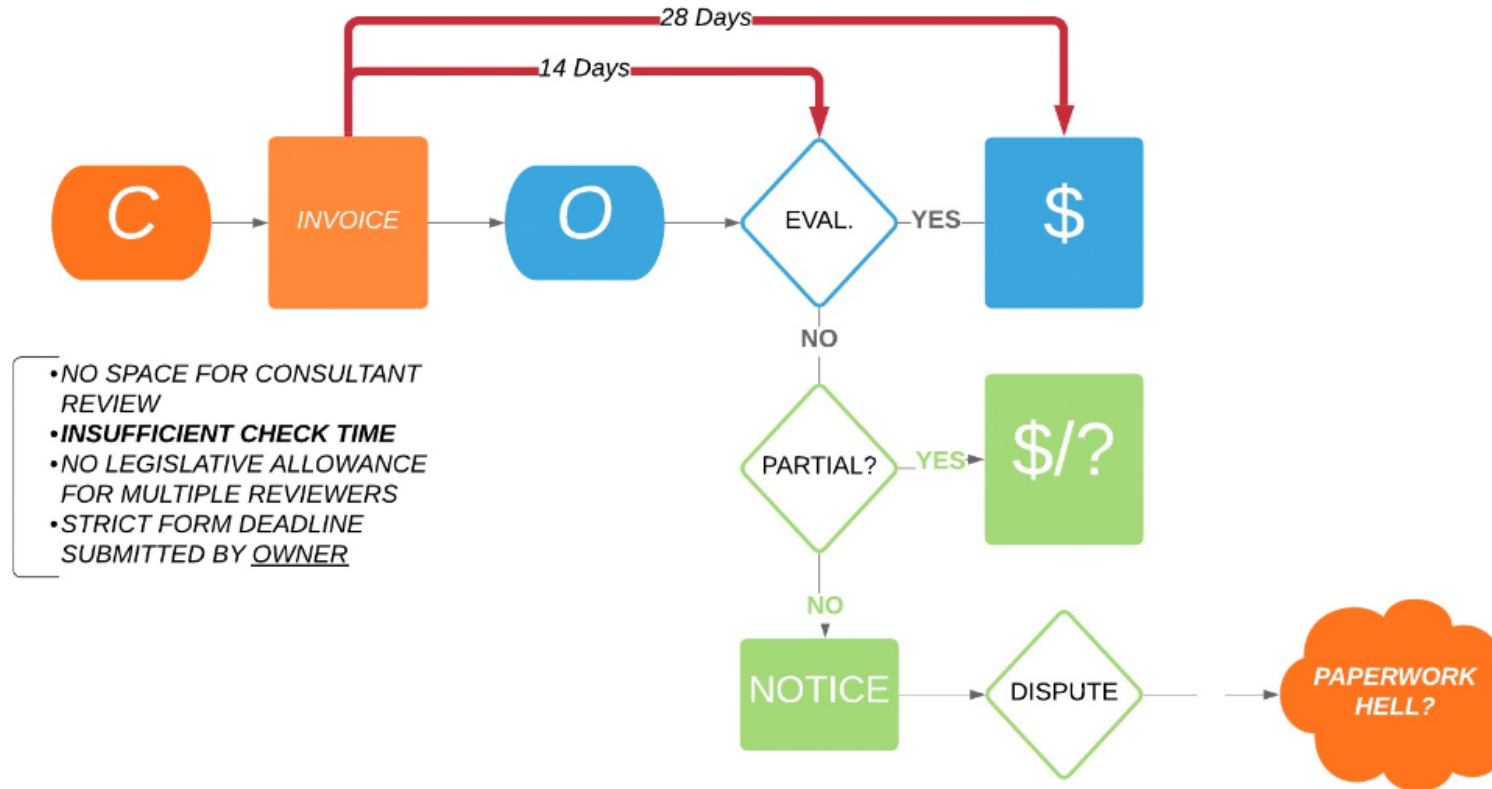 28 Days
14 Days
C
INVOICE
O
EVAL.
YES
$
NO
•NO SPACE FOR CONSULTANT
REVIEW
•INSUFFICIENT CHECK TIME
•NO LEGISLATIVE ALLOWANCE
FOR MULTIPLE REVIEWERS
•STRICT FORM DEADLINE
SUBMITTED BY OWNER
PARTIAL?
YES
$/?
NO
NOTICE
DISPUTE
PAPERWORK
HELL?